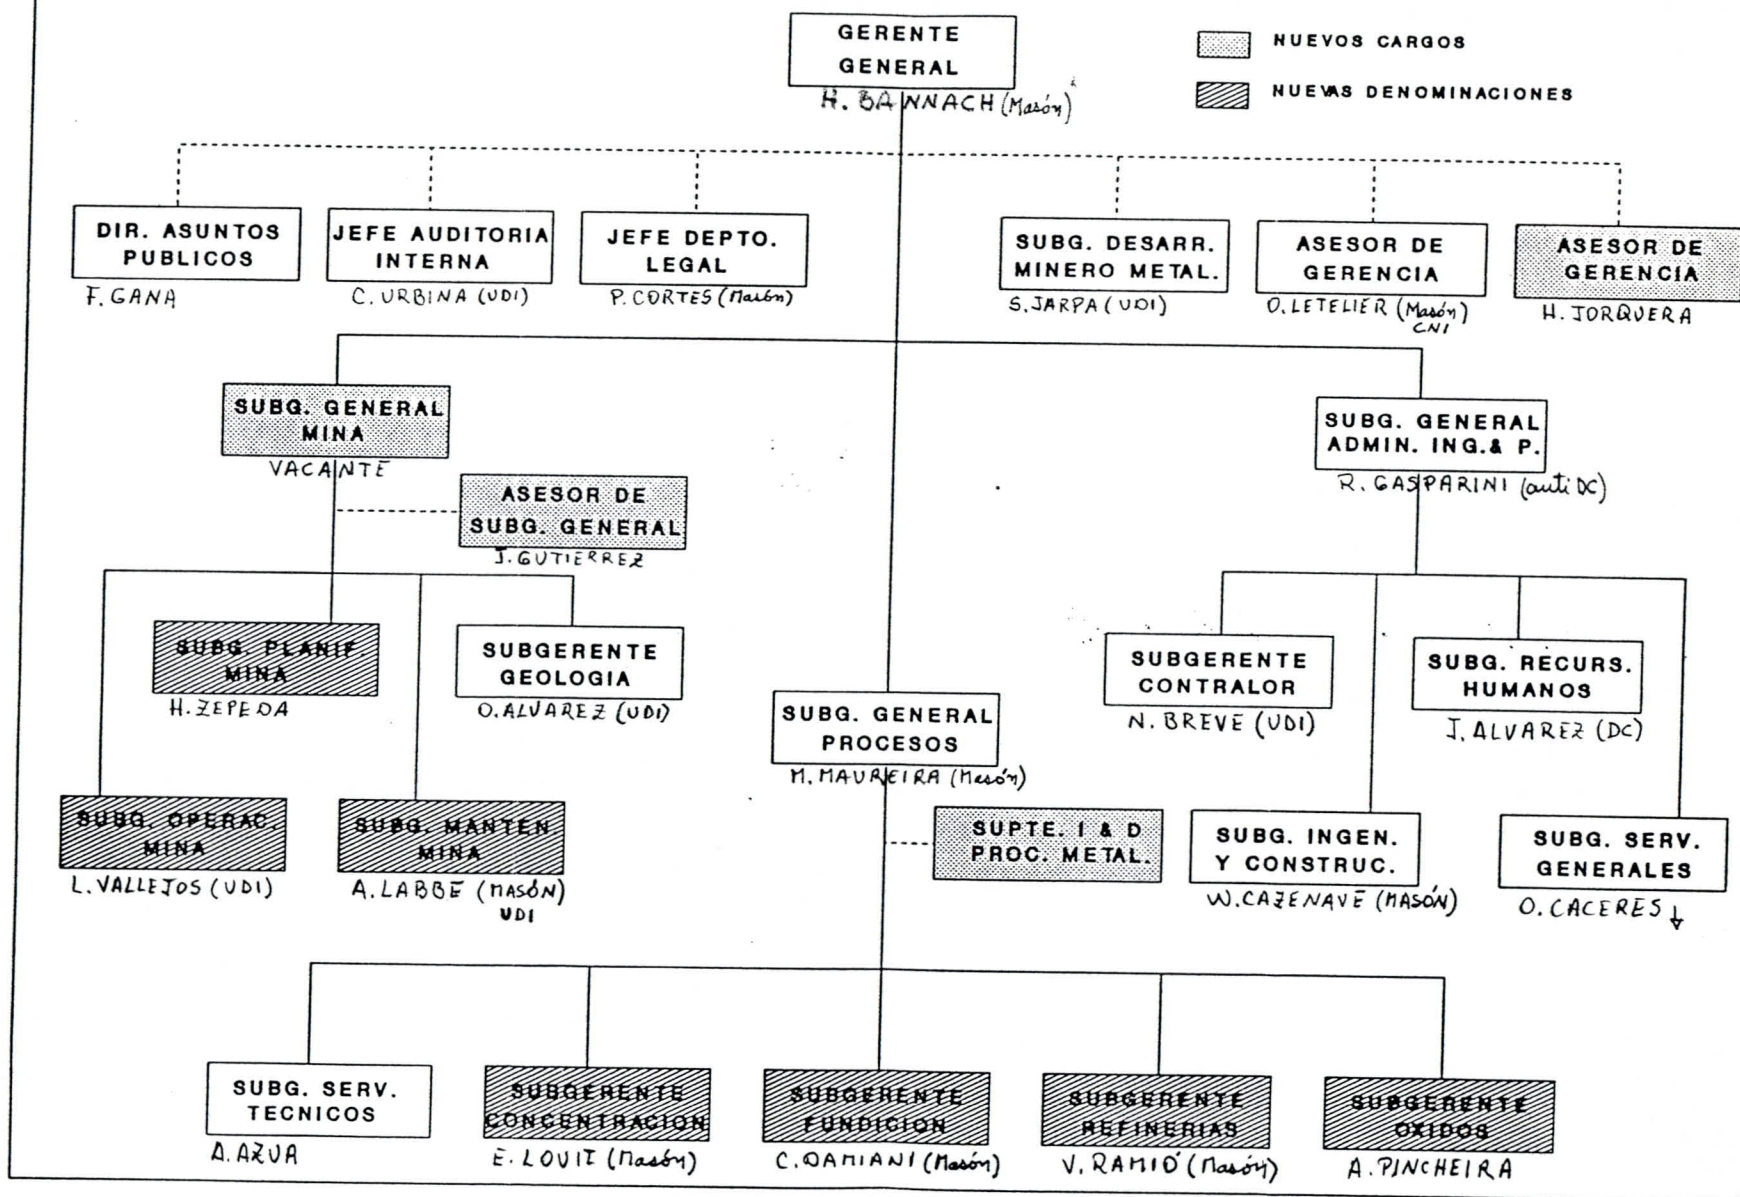 GERENTE
GENERAL
H. BANNACH (Masón)
NUEVOS CARGOS
NUEVAS DENOMINACIONES
DIR. ASUNTOS
PUBLICOS
F. GANA
JEFE AUDITORIA
INTERNA
C. URBINA (UDI)
JEFE DEPTO.
LEGAL
P. CORTES (Masón)
SUBG. DESARR.
MINERO METAL.
S. JARPA (UDI)
ASESOR DE
GERENCIA
O. LETELIER (Masón)
CNI
ASESOR DE
GERENCIA
H. JORQUERA
SUBG. GENERAL
MINA
VACANTE
ASESOR DE
SUBG. GENERAL
J. GUTIERREZ
SUBG. GENERAL
ADMIN. ING.& P.
R. GASPARINI (anti DC)
SUBG. PLANIF
MINA
H. ZEPEDA
SUBGERENTE
GEOLOGIA
O. ALVAREZ (UDI)
SUBG. GENERAL
PROCESOS
M. MAUREIRA (Masón)
SUBGERENTE
CONTRALOR
N. BREVE (UDI)
SUBG. RECURS.
HUMANOS
J. ALVAREZ (DC)
SUBG. OPERAC.
MINA
L. VALLEJOS (UDI)
SUBG. MANTEN.
MINA
A. LABBE (MASÓN)
UDI
SUPTE. I & D
PROC. METAL.
SUBG. INGEN.
Y CONSTRUC.
W. CAZENAVE (MASÓN)
SUBG. SERV.
GENERALES
O. CACERES ↓
SUBG. SERV.
TECNICOS
A. AZUA
SUBGERENTE
CONCENTRACION
E. LOVIT (Masón)
SUBGERENTE
FUNDICION
C. DAMIANI (Masón)
SUBGERENTE
REFINERIAS
V. RAMIÓ (Masón)
SUBGERENTE
OXIDOS
A. PINCHEIRA